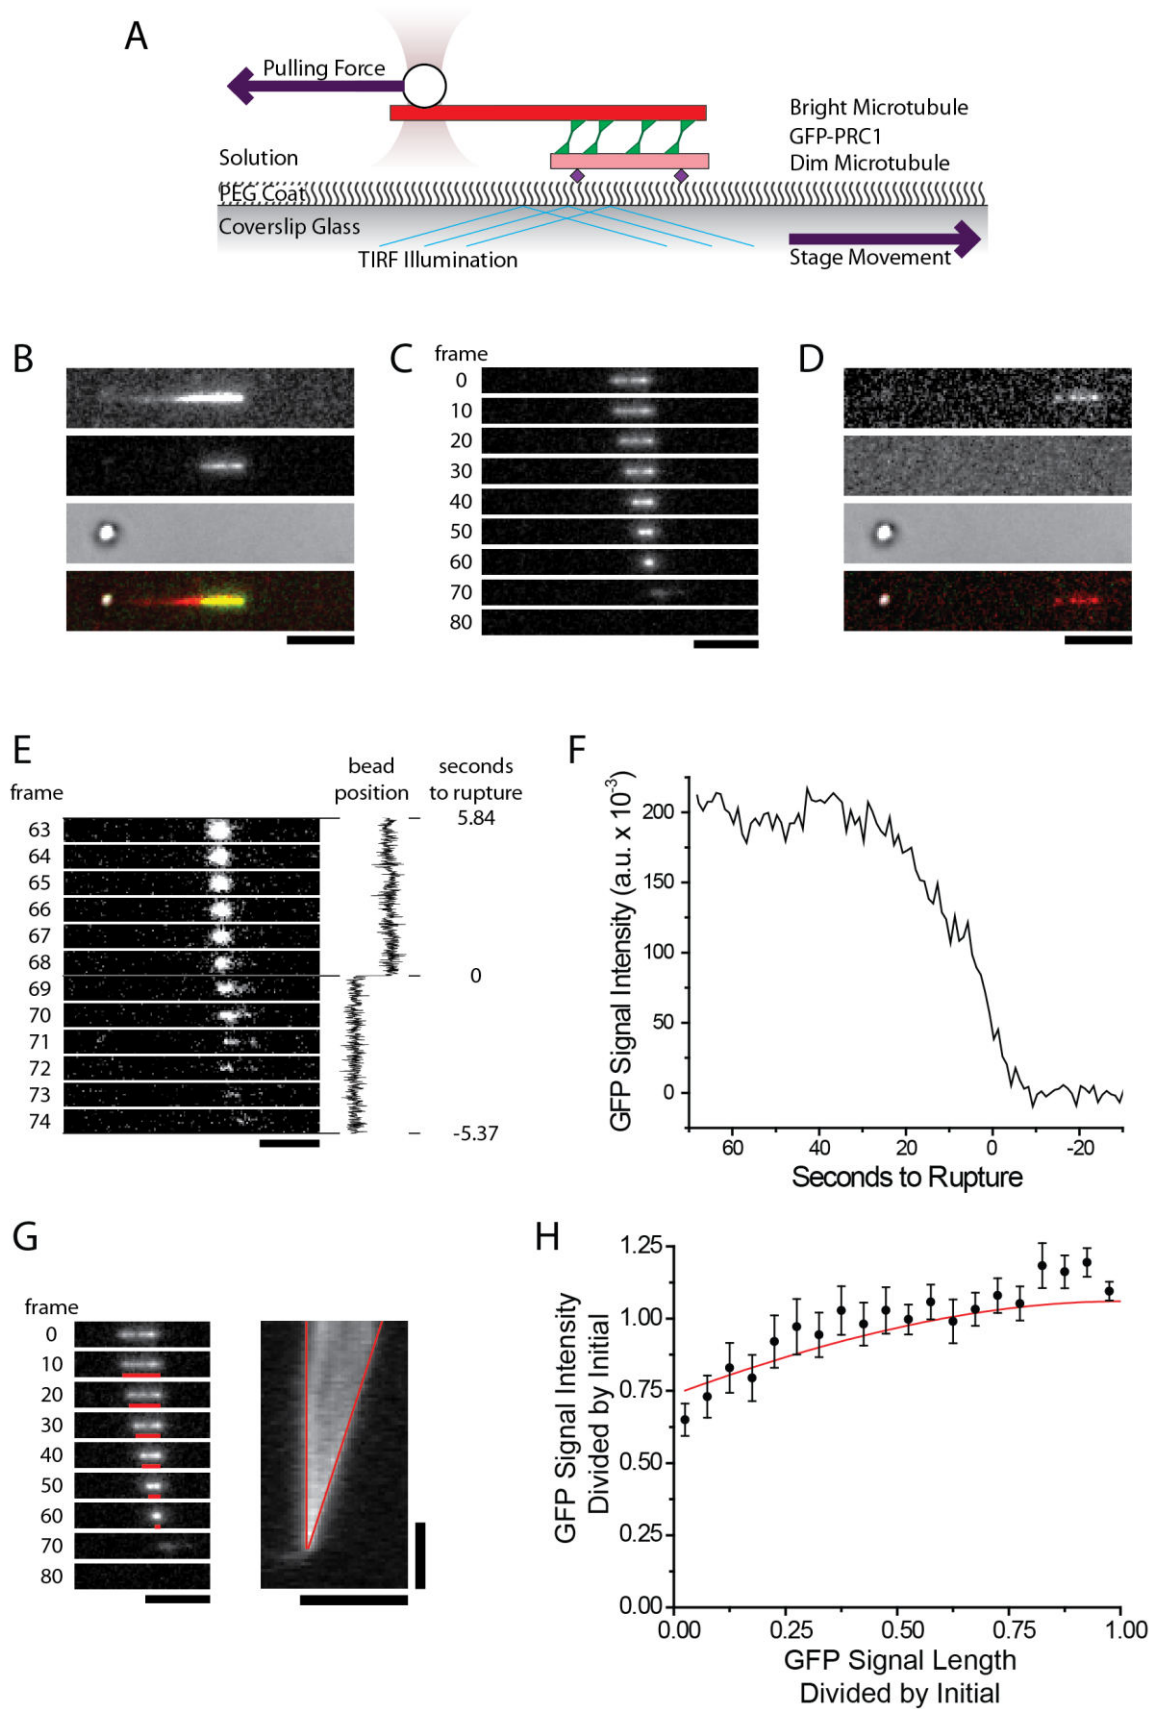 A
Pulling Force
Bright Microtubule
GFP-PRC1
Solution
Dim Microtubule
PEG Coat
Coverslip Glass
TIRF Illumination
Stage Movement
B
C
frame
0
10
20
30
40
50
60
70
80
D
E
frame
bead
position
seconds
to rupture
63
64
65
66
67
68
69
70
71
72
73
74
5.84
0
-5.37
F
GFP Signal Intensity (a.u. x 10⁻³)
200
150
100
50
0
60
40
20
0
-20
Seconds to Rupture
G
frame
0
10
20
30
40
50
60
70
80
H
GFP Signal Intensity
Divided by Initial
1.25
1.00
0.75
0.50
0.25
0.00
0.00
0.25
0.50
0.75
1.00
GFP Signal Length
Divided by Initial